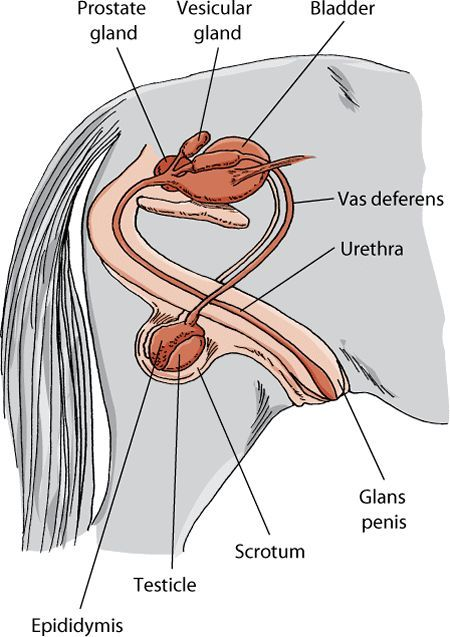 Prostate
gland
Vesicular
gland
Bladder
Vas deferens
Urethra
Glans
penis
Scrotum
Testicle
Epididymis